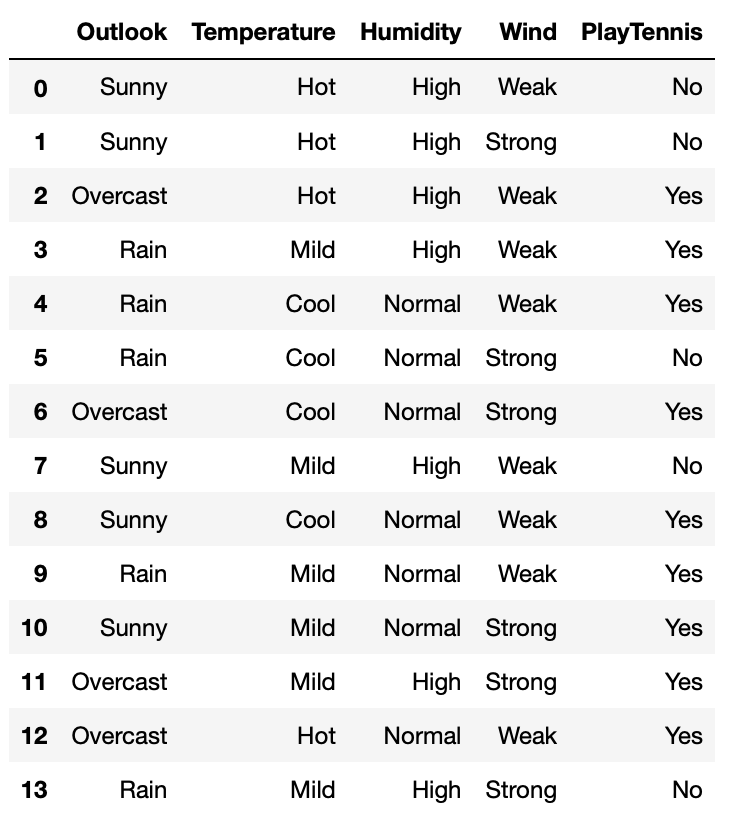 Outlook Temperature Humidity Wind PlayTennis
0 Sunny Hot High Weak No
1 Sunny Hot High Strong No
2 Overcast Hot High Weak Yes
3 Rain Mild High Weak Yes
4 Rain Cool Normal Weak Yes
5 Rain Cool Normal Strong No
6 Overcast Cool Normal Strong Yes
7 Sunny Mild High Weak No
8 Sunny Cool Normal Weak Yes
9 Rain Mild Normal Weak Yes
10 Sunny Mild Normal Strong Yes
11 Overcast Mild High Strong Yes
12 Overcast Hot Normal Weak Yes
13 Rain Mild High Strong No